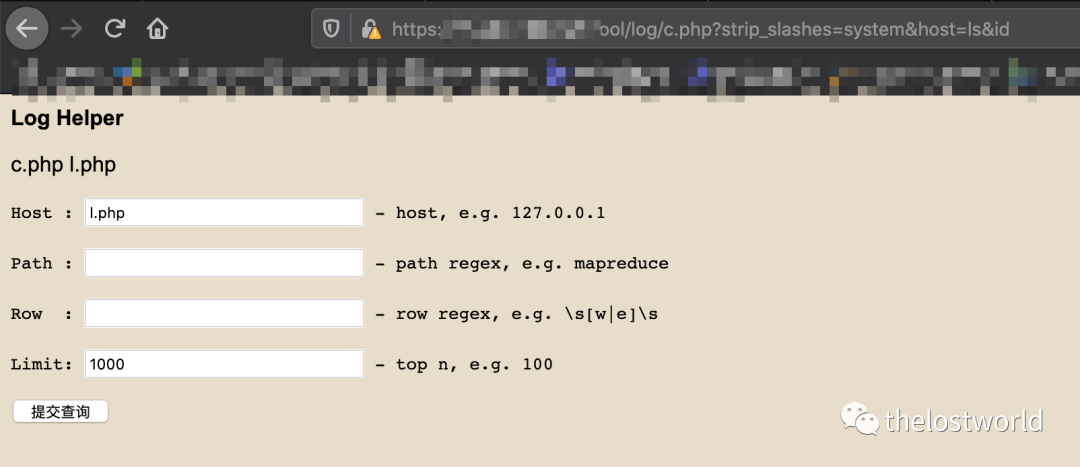 https: ool/log/c.php?strip_slashes=system&host=ls&id
Log Helper
c.php l.php
Host : l.php - host, e.g. 127.0.0.1
Path : - path regex, e.g. mapreduce
Row : - row regex, e.g. \s[w|e]\s
Limit: 1000 - top n, e.g. 100
提交查询
thelostworld